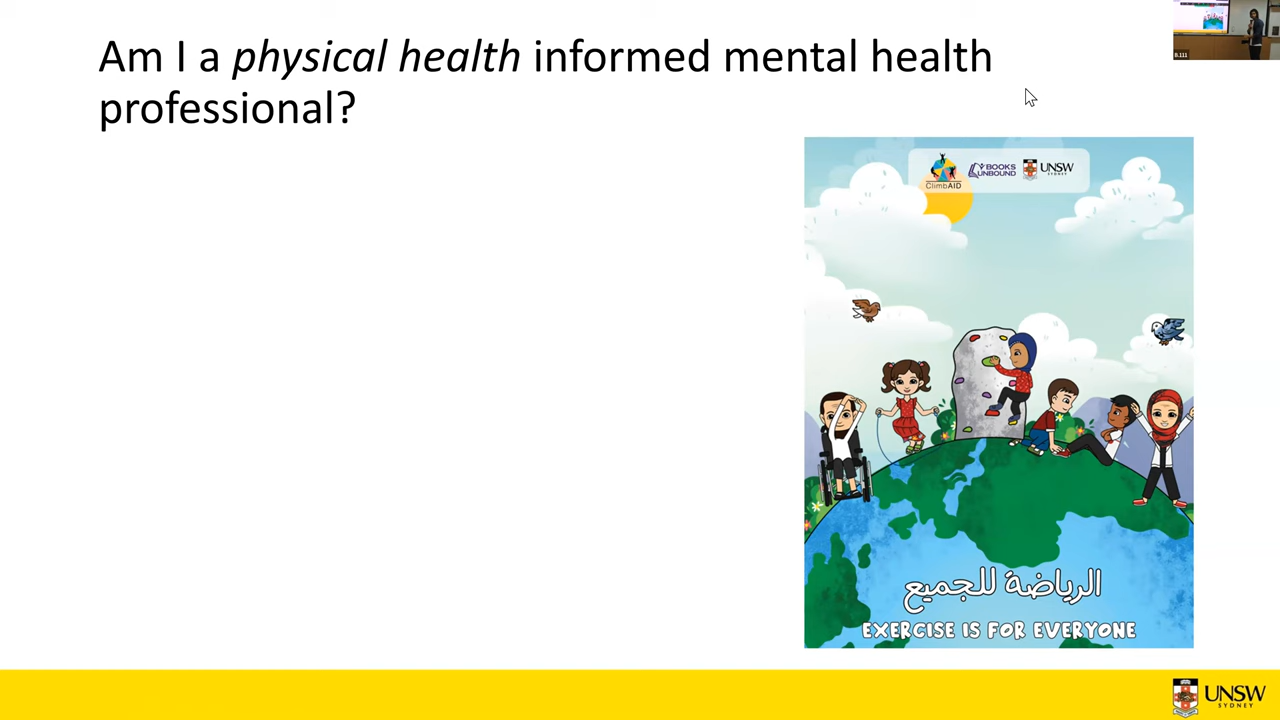 Am I a physical health informed mental health
professional?
B.111
ClimbAID
BOOKS
UNBOUND
UNSW
SYDNEY
الرياضة للجميع
EXERCISE IS FOR EVERYONE
UNSW
SYDNEY